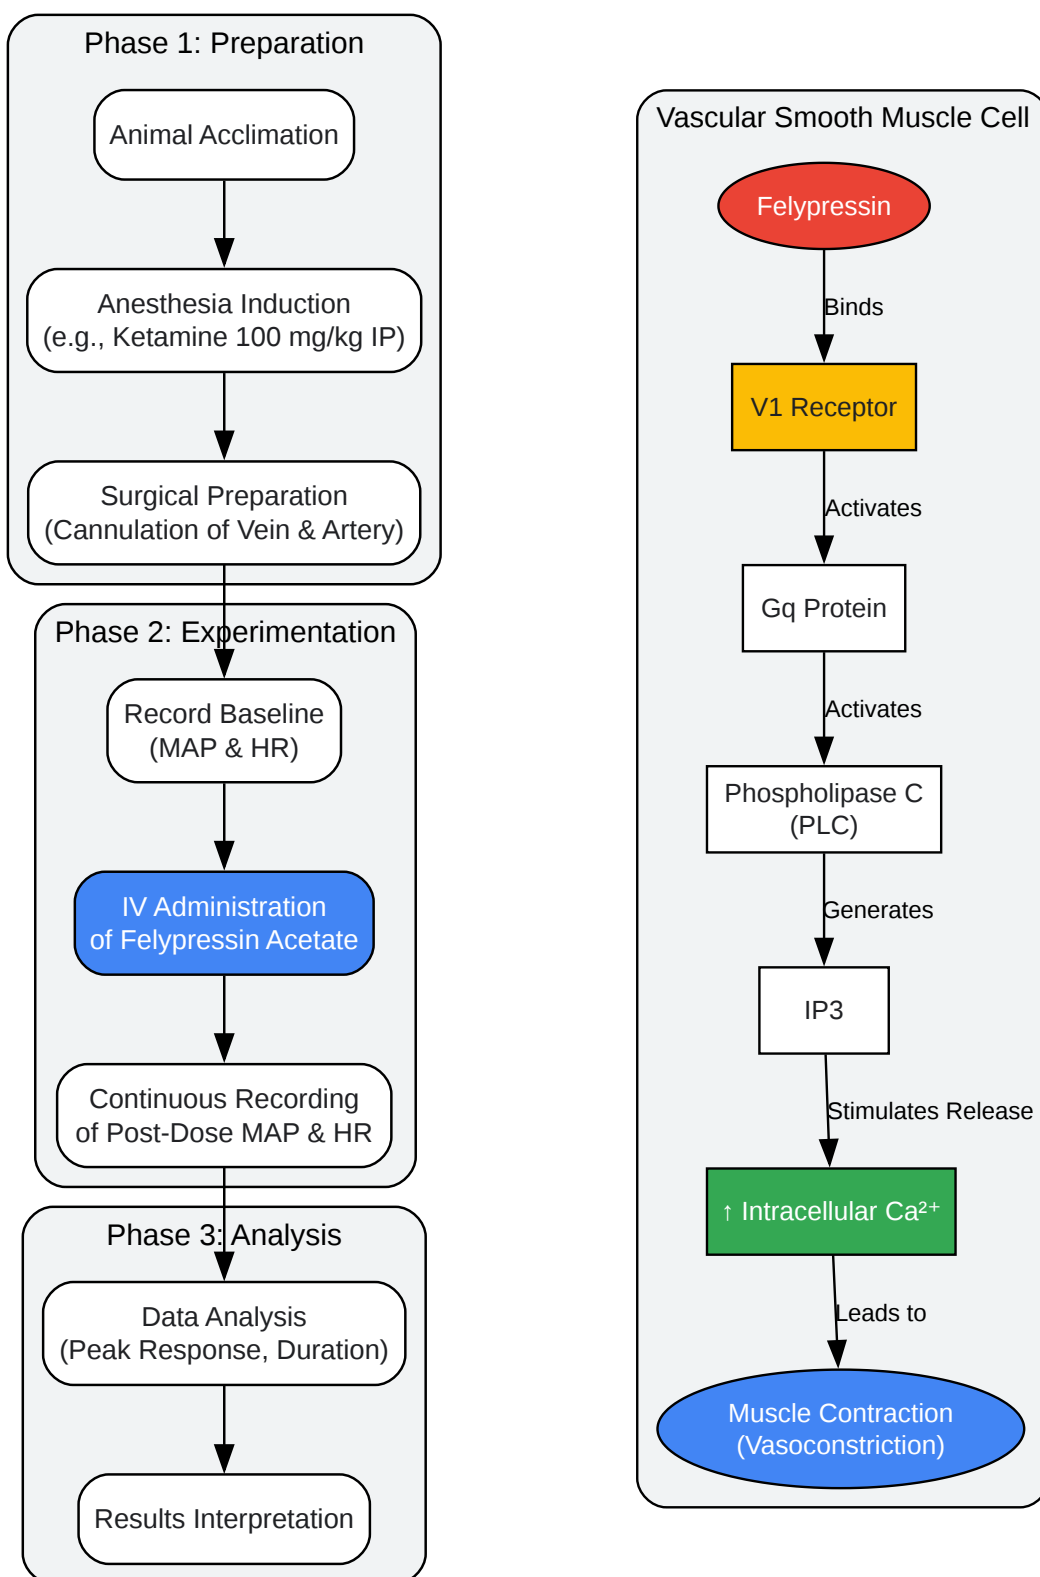 Phase 1: Preparation
Animal Acclimation
Anesthesia Induction
(e.g., Ketamine 100 mg/kg IP)
Surgical Preparation
(Cannulation of Vein & Artery)
Phase 2: Experimentation
Record Baseline
(MAP & HR)
IV Administration
of Felypressin Acetate
Continuous Recording
of Post-Dose MAP & HR
Phase 3: Analysis
Data Analysis
(Peak Response, Duration)
Results Interpretation
Vascular Smooth Muscle Cell
Felypressin
Binds
V1 Receptor
Activates
Gq Protein
Activates
Phospholipase C
(PLC)
Generates
IP3
Stimulates Release
↑ Intracellular Ca²⁺
Leads to
Muscle Contraction
(Vasoconstriction)